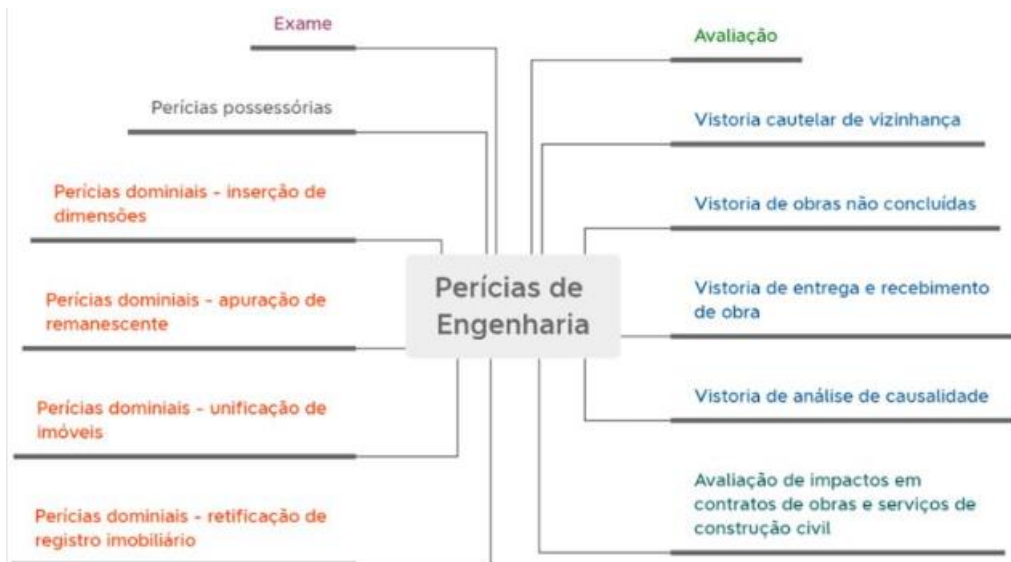 Exame
Perícias possessórias
Perícias dominiais - inserção de
dimensões
Perícias dominiais - apuração de
remanescente
Perícias dominiais - unificação de
imóveis
Perícias dominiais - retificação de
registro imobiliário
Perícias de
Engenharia
Avaliação
Vistoria cautelar de vizinhança
Vistoria de obras não concluídas
Vistoria de entrega e recebimento
de obra
Vistoria de análise de causalidade
Avaliação de impactos em
contratos de obras e serviços de
construção civil